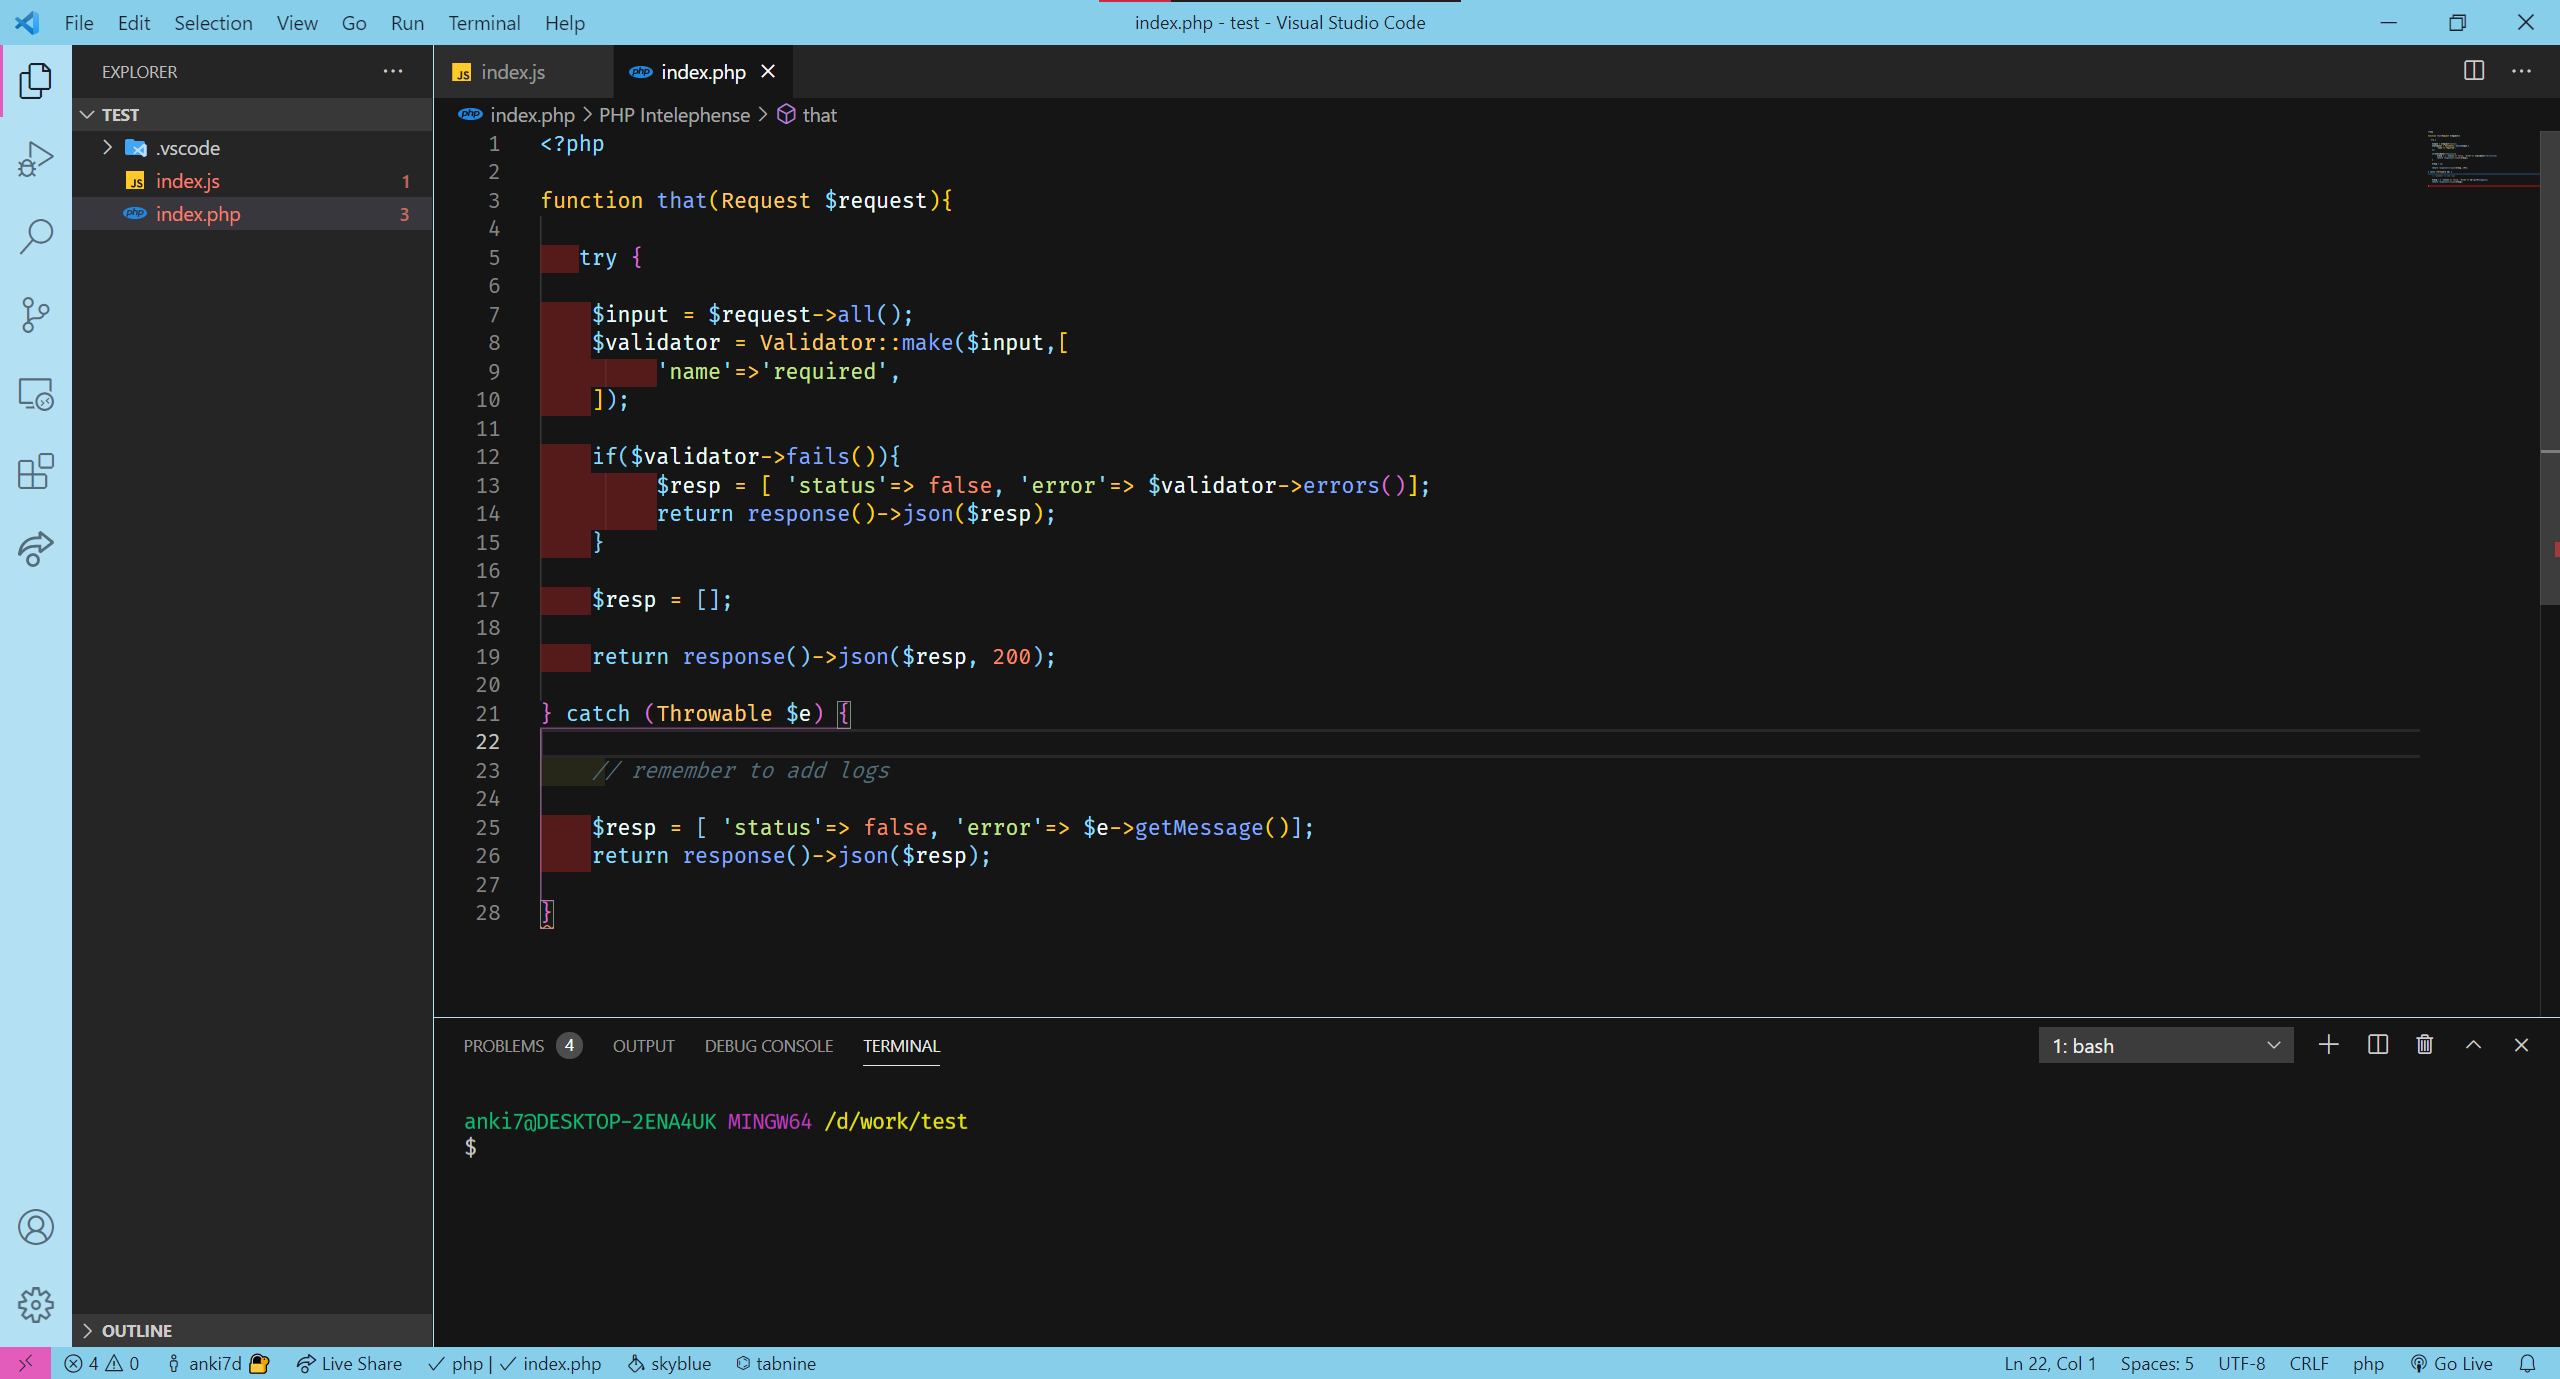 File Edit Selection View Go Run Terminal Help
index.php - test - Visual Studio Code
EXPLORER
TEST
.vscode
index.js 1
index.php 3
OUTLINE
index.js
index.php
index.php > PHP Intelephense > that
1 <?php
2
3 function that(Request $request){
4
5 try {
6
7 $input = $request->all();
8 $validator = Validator::make($input,[
9 'name'=>'required',
10 ]);
11
12 if($validator->fails()){
13 $resp = [ 'status'=> false, 'error'=> $validator->errors()];
14 return response()->json($resp);
15 }
16
17 $resp = [];
18
19 return response()->json($resp, 200);
20
21 } catch (Throwable $e) {
22
23 // remember to add logs
24
25 $resp = [ 'status'=> false, 'error'=> $e->getMessage()];
26 return response()->json($resp);
27
28 }
PROBLEMS 4 OUTPUT DEBUG CONSOLE TERMINAL
1: bash
anki7@DESKTOP-2ENA4UK MINGW64 /d/work/test
$
4 0 anki7d Live Share php | index.php skyblue tabnine
Ln 22, Col 1 Spaces: 5 UTF-8 CRLF php Go Live